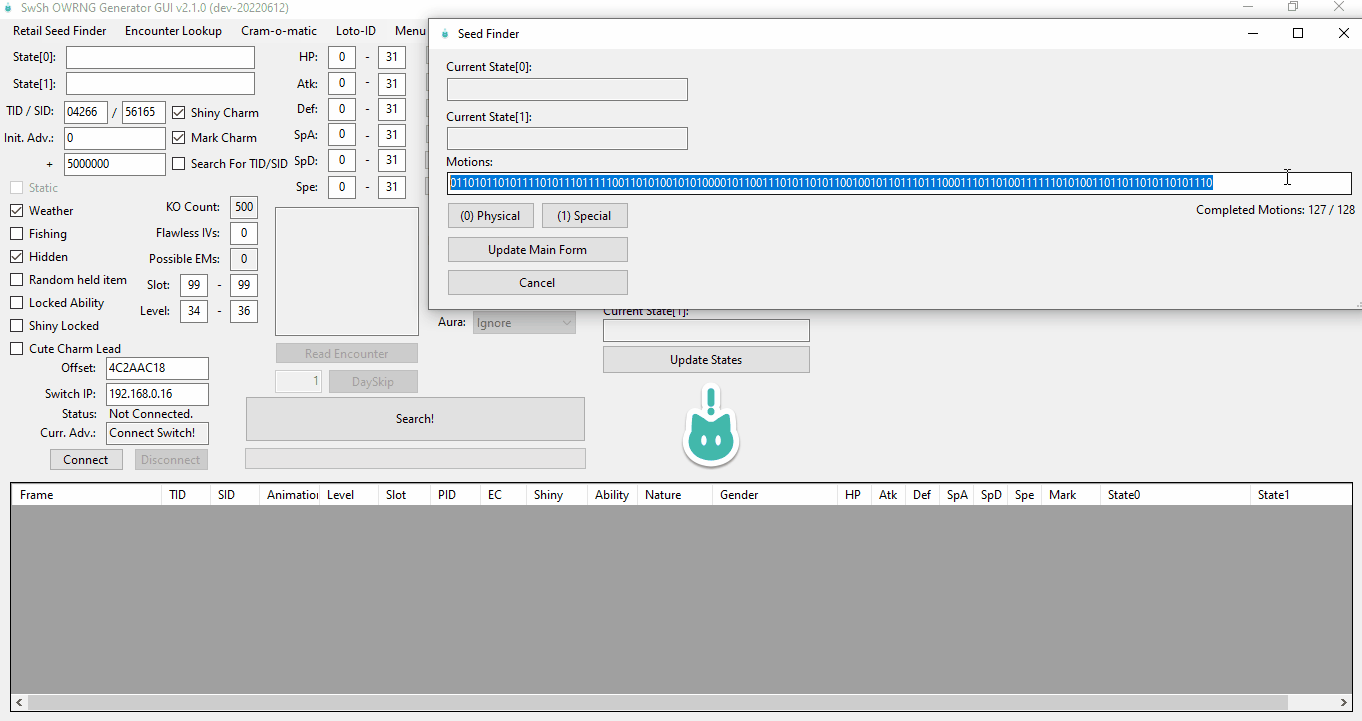 SwSh OWRNG Generator GUI v2.1.0 (dev-20220612)
Retail Seed Finder Encounter Lookup Cram-o-matic Loto-ID Menu
Seed Finder
State[0]:
State[1]:
TID / SID: 04266 / 56165 Shiny Charm
Init. Adv.: 0 Mark Charm
+ 5000000 Search For TID/SID
HP: 0 - 31
Atk: 0 - 31
Def: 0 - 31
SpA: 0 - 31
SpD: 0 - 31
Spe: 0 - 31
Current State[0]:
Current State[1]:
Motions:
Completed Motions: 127 / 128
(0) Physical (1) Special
Update Main Form
Cancel
Static
Weather
Fishing
Hidden
Random held item
Locked Ability
Shiny Locked
Cute Charm Lead
KO Count: 500
Flawless IVs: 0
Possible EMs: 0
Slot: 99 - 99
Level: 34 - 36
Offset: 4C2AAC18
Switch IP: 192.168.0.16
Status: Not Connected.
Curr. Adv.: Connect Switch!
Connect Disconnect
Read Encounter
1 DaySkip
Search!
Aura: Ignore
Current State[1]:
Update States
Frame TID SID Animation Level Slot PID EC Shiny Ability Nature Gender HP Atk Def SpA SpD Spe Mark State0 State1